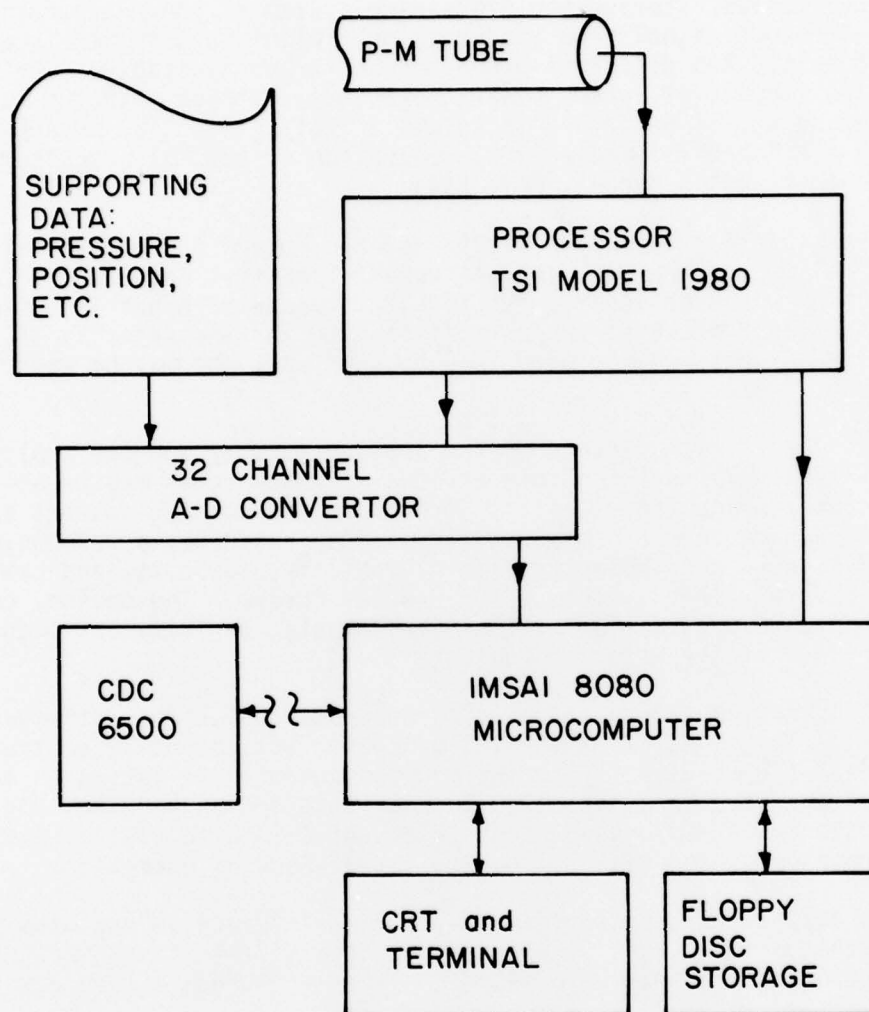 P-M TUBE
SUPPORTING
DATA:
PRESSURE,
POSITION,
ETC.
PROCESSOR
TSI MODEL 1980
32 CHANNEL
A-D CONVERTOR
CDC
6500
IMSAI 8080
MICROCOMPUTER
CRT and
TERMINAL
FLOPPY
DISC
STORAGE